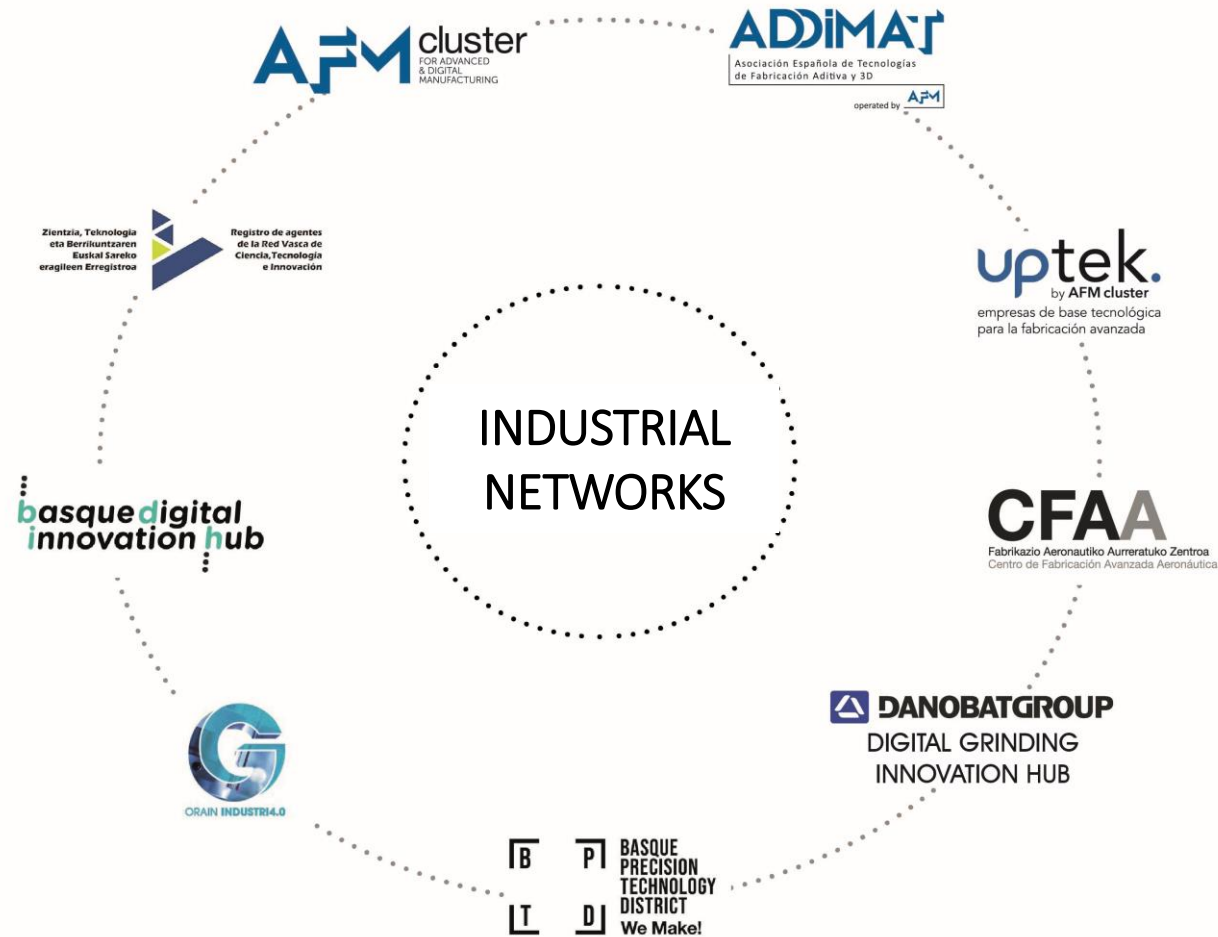 AFM cluster
FOR ADVANCED
& DIGITAL
MANUFACTURING
ADDIMAT
Asociación Española de Tecnologías
de Fabricación Aditiva y 3D
operated by AFM
Zientzia, Teknologia
eta Berrikuntzaren
Euskal Sareko
eragileen Erregistroa
Registro de agentes
de la Red Vasca de
Ciencia,Tecnología
e Innovación
uptek.
by AFM cluster
empresas de base tecnológica
para la fabricación avanzada
INDUSTRIAL
NETWORKS
basque digital
innovation hub
CFAA
Fabrikazio Aeronautiko Aurreratuko Zentroa
Centro de Fabricación Avanzada Aeronáutica
G
ORAIN INDUSTRI4.0
DANOBATGROUP
DIGITAL GRINDING
INNOVATION HUB
B P
T D
BASQUE
PRECISION
TECHNOLOGY
DISTRICT
We Make!